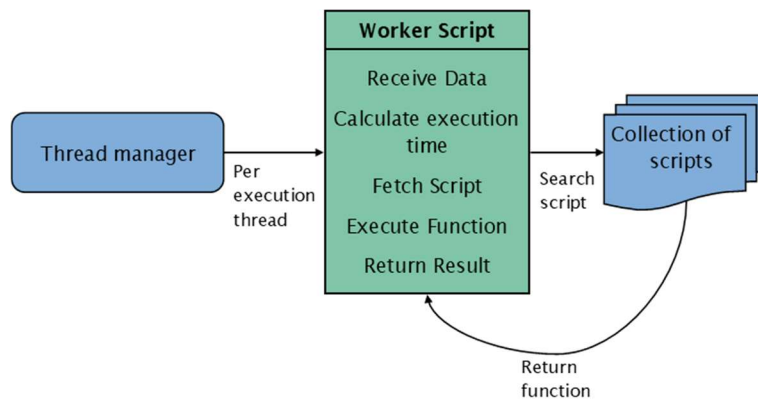 Worker Script
Receive Data
Calculate execution
time
Fetch Script
Execute Function
Return Result
Thread manager
Per
execution
thread
Search
script
Collection of
scripts
Return
function